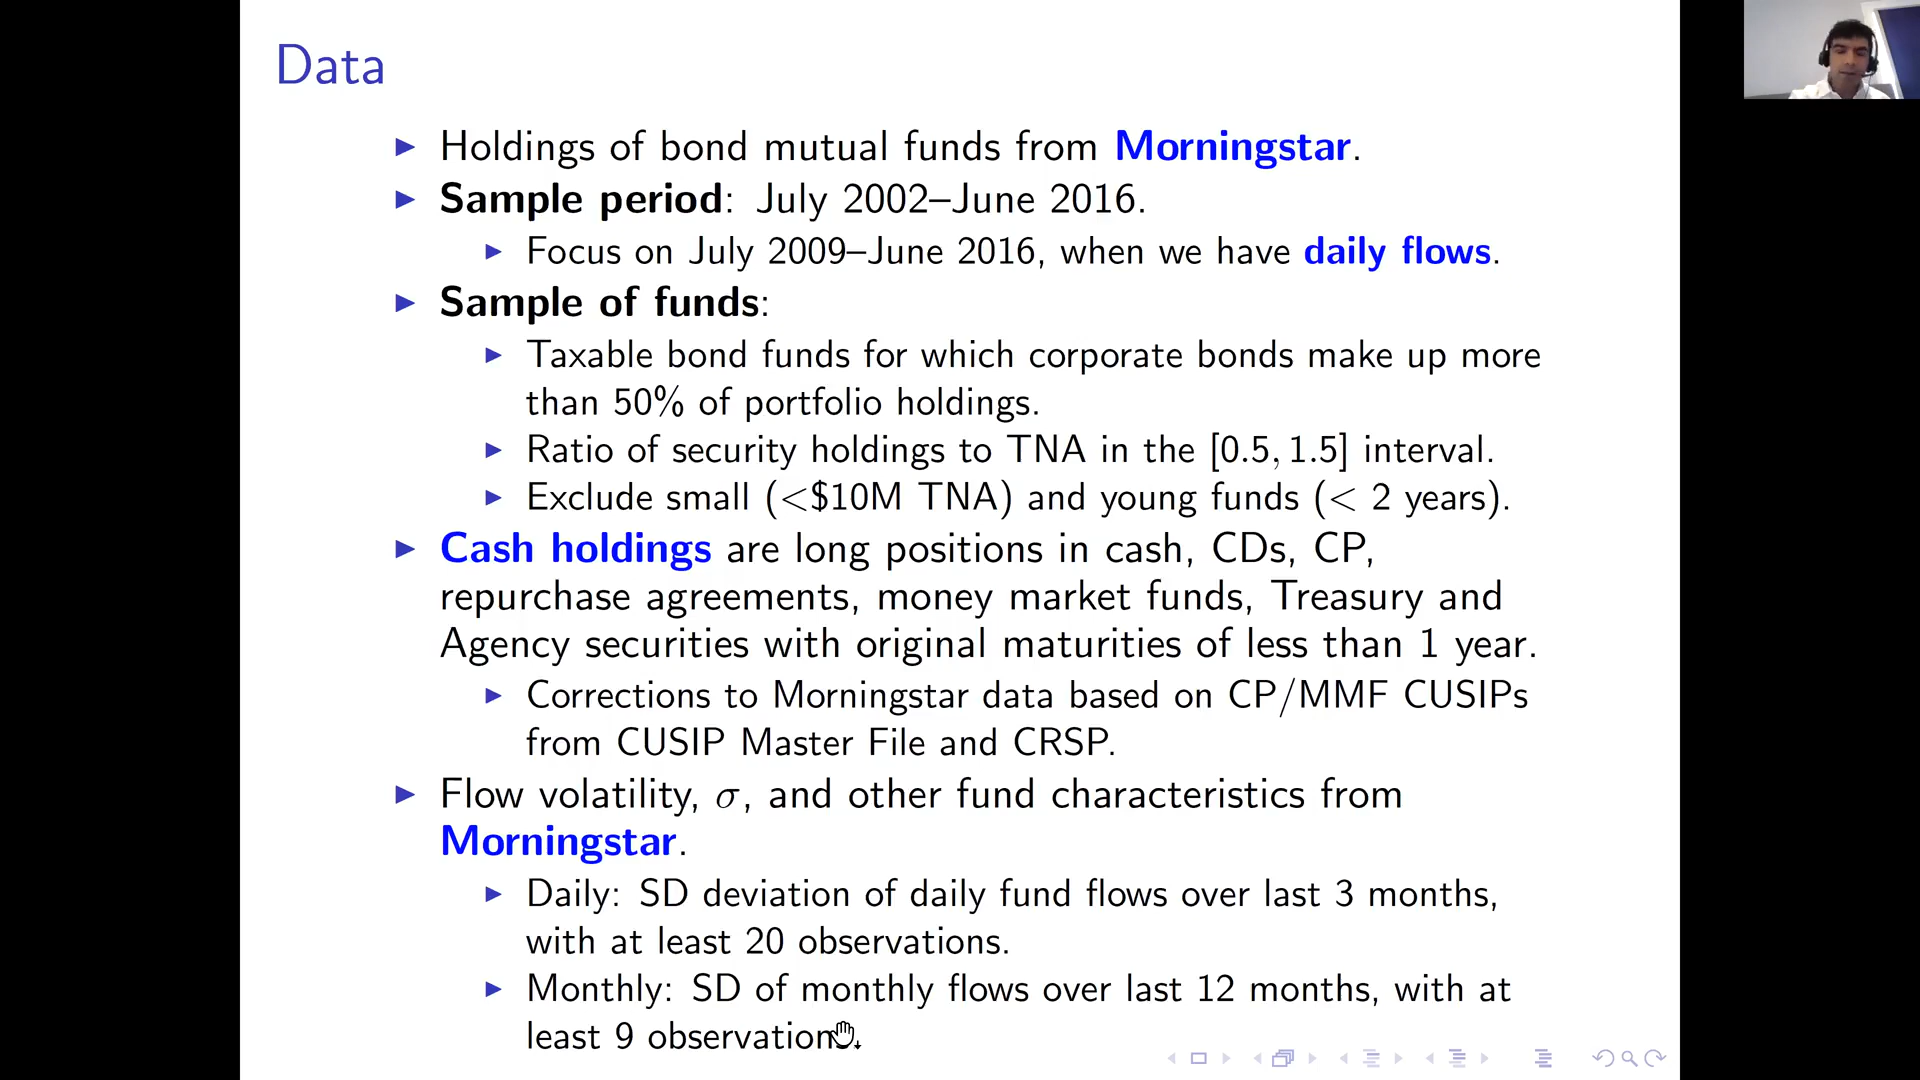 Data
Holdings of bond mutual funds from Morningstar.
Sample period: July 2002–June 2016.
Focus on July 2009–June 2016, when we have daily flows.
Sample of funds:
Taxable bond funds for which corporate bonds make up more
than 50% of portfolio holdings.
Ratio of security holdings to TNA in the [0.5, 1.5] interval.
Exclude small (<$10M TNA) and young funds (< 2 years).
Cash holdings are long positions in cash, CDs, CP,
repurchase agreements, money market funds, Treasury and
Agency securities with original maturities of less than 1 year.
Corrections to Morningstar data based on CP/MMF CUSIPs
from CUSIP Master File and CRSP.
Flow volatility, σ, and other fund characteristics from
Morningstar.
Daily: SD deviation of daily fund flows over last 3 months,
with at least 20 observations.
Monthly: SD of monthly flows over last 12 months, with at
least 9 observations.